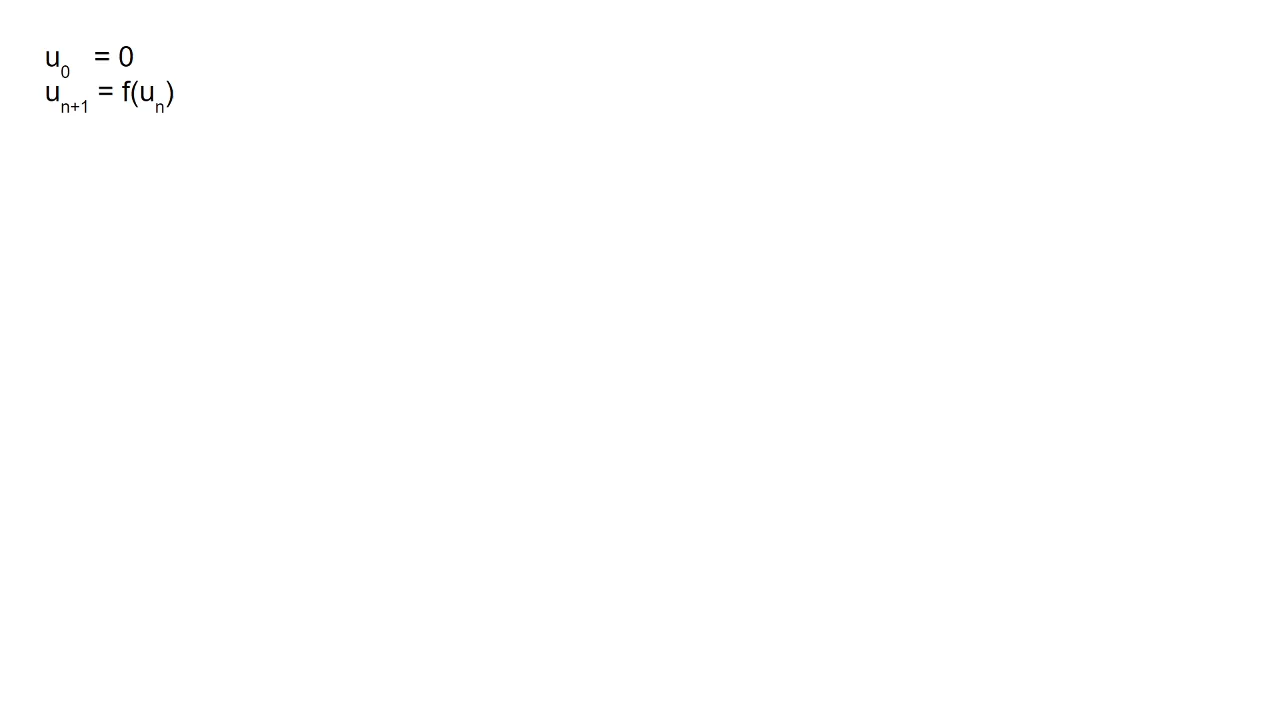 u₀ = 0
uₙ₊₁ = f(uₙ)